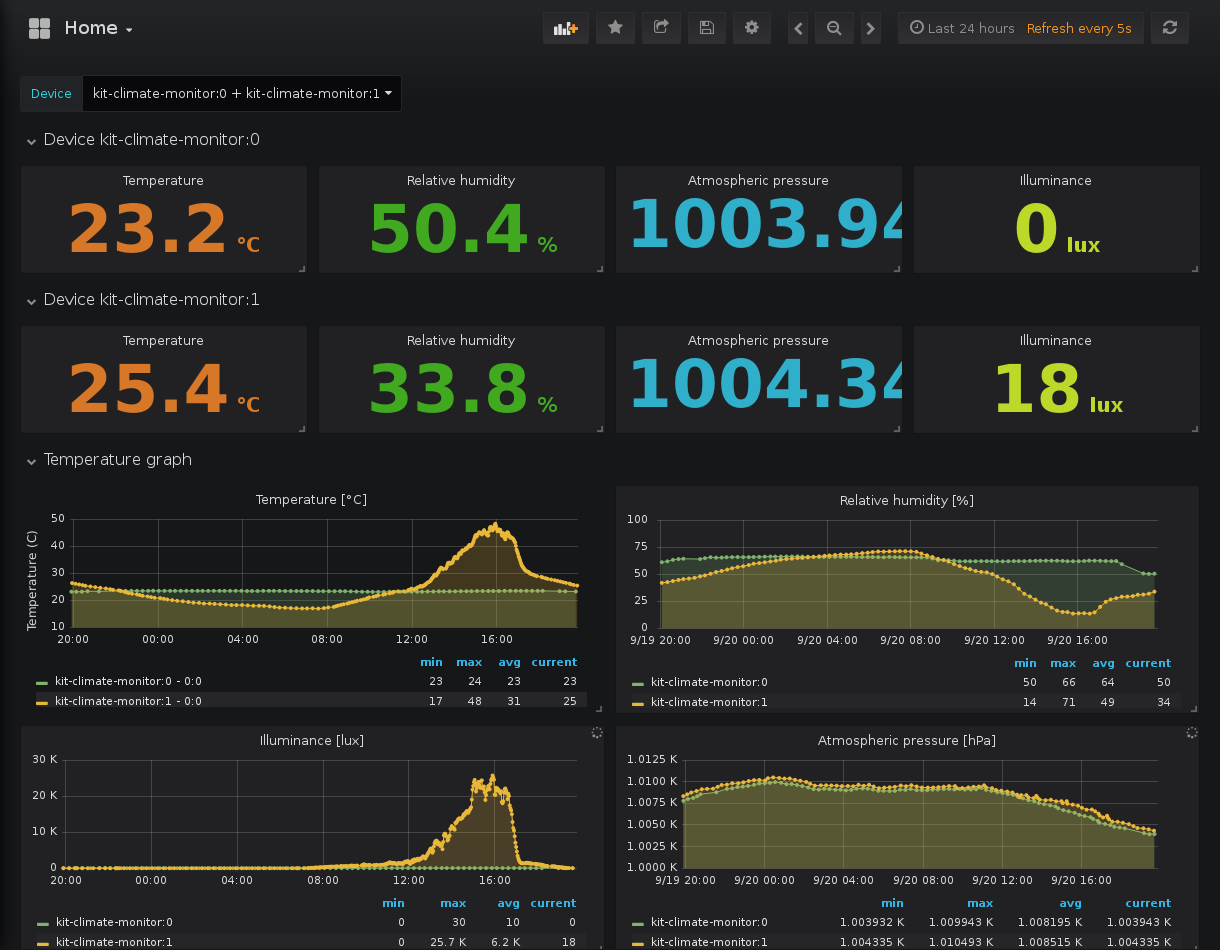 Home
Last 24 hours Refresh every 5s
Device kit-climate-monitor:0 + kit-climate-monitor:1
Device kit-climate-monitor:0
Temperature Relative humidity Atmospheric pressure Illuminance
23.2 °C 50.4 % 1003.94 0 lux
Device kit-climate-monitor:1
Temperature Relative humidity Atmospheric pressure Illuminance
25.4 °C 33.8 % 1004.34 18 lux
Temperature graph
Temperature [°C]
Temperature (C)
50
40
30
20
10
20:00 00:00 04:00 08:00 12:00 16:00
min max avg current
kit-climate-monitor:0 - 0:0 23 24 23 23
kit-climate-monitor:1 - 0:0 17 48 31 25
Relative humidity [%]
100
75
50
25
0
9/19 20:00 9/20 00:00 9/20 04:00 9/20 08:00 9/20 12:00 9/20 16:00
min max avg current
kit-climate-monitor:0 50 66 64 50
kit-climate-monitor:1 14 71 49 34
Illuminance [lux]
30 K
20 K
10 K
0
20:00 00:00 04:00 08:00 12:00 16:00
min max avg current
kit-climate-monitor:0 0 30 10 0
kit-climate-monitor:1 0 25.7 K 6.2 K 18
Atmospheric pressure [hPa]
1.0125 K
1.0100 K
1.0075 K
1.0050 K
1.0025 K
1.0000 K
9/19 20:00 9/20 00:00 9/20 04:00 9/20 08:00 9/20 12:00 9/20 16:00
min max avg current
kit-climate-monitor:0 1.003932 K 1.009943 K 1.008195 K 1.003943 K
kit-climate-monitor:1 1.004335 K 1.010493 K 1.008515 K 1.004335 K